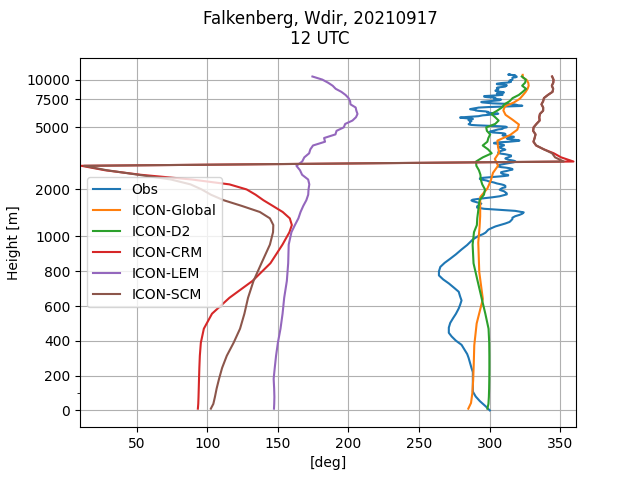 Falkenberg, Wdir, 20210917
12 UTC
10000
7500
5000
2000
1000
800
600
400
200
0
Height [m]
Obs
ICON-Global
ICON-D2
ICON-CRM
ICON-LEM
ICON-SCM
50 100 150 200 250 300 350
[deg]